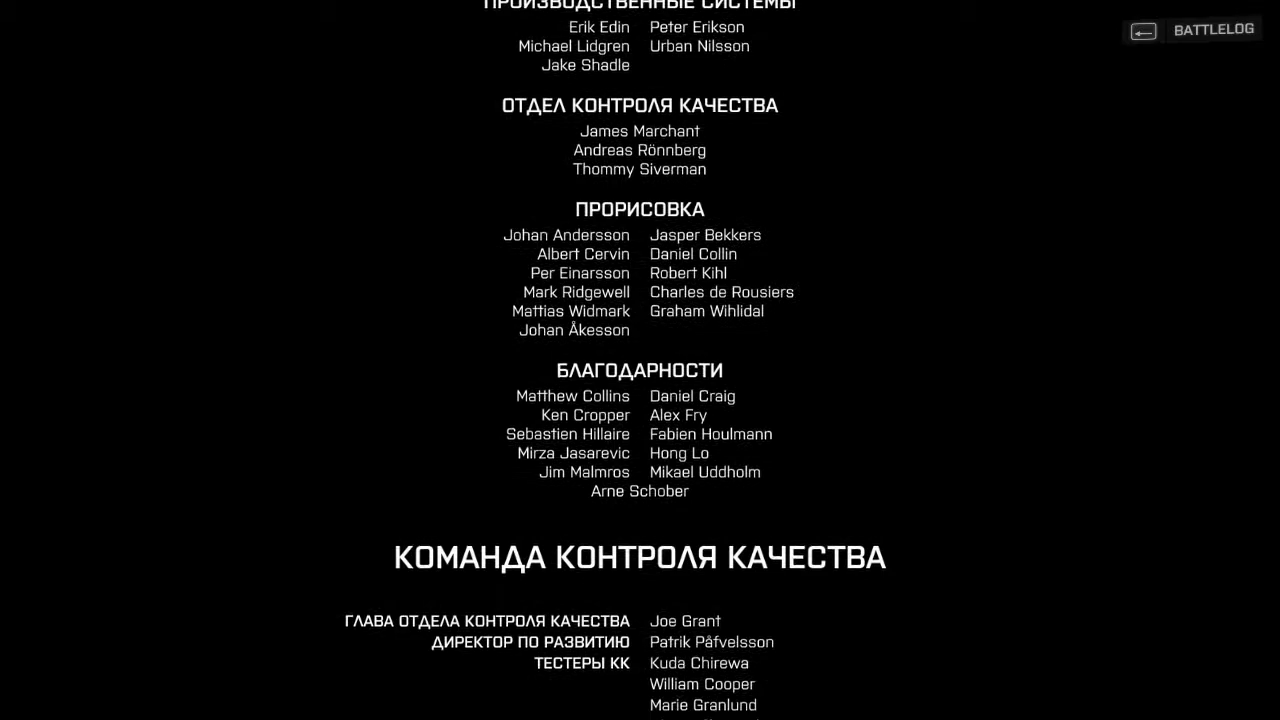 ПРОИЗВОДСТВЕННЫЕ СИСТЕМЫ
BATTLELOG
Erik Edin Peter Erikson
Michael Lidgren Urban Nilsson
Jake Shadle
ОТДЕЛ КОНТРОЛЯ КАЧЕСТВА
James Marchant
Andreas Rönnberg
Thommy Siverman
ПРОРИСОВКА
Johan Andersson Jasper Bekkers
Albert Cervin Daniel Collin
Per Einarsson Robert Kihl
Mark Ridgewell Charles de Rousiers
Mattias Widmark Graham Wihlidal
Johan Åkesson
БЛАГОДАРНОСТИ
Matthew Collins Daniel Craig
Ken Cropper Alex Fry
Sebastien Hillaire Fabien Houlmann
Mirza Jasarevic Hong Lo
Jim Malmros Mikael Uddholm
Arne Schober
КОМАНДА КОНТРОЛЯ КАЧЕСТВА
ГЛАВА ОТДЕЛА КОНТРОЛЯ КАЧЕСТВА Joe Grant
ДИРЕКТОР ПО РАЗВИТИЮ Patrik Påfvelsson
ТЕСТЕРЫ КК Kuda Chirewa
William Cooper
Marie Granlund